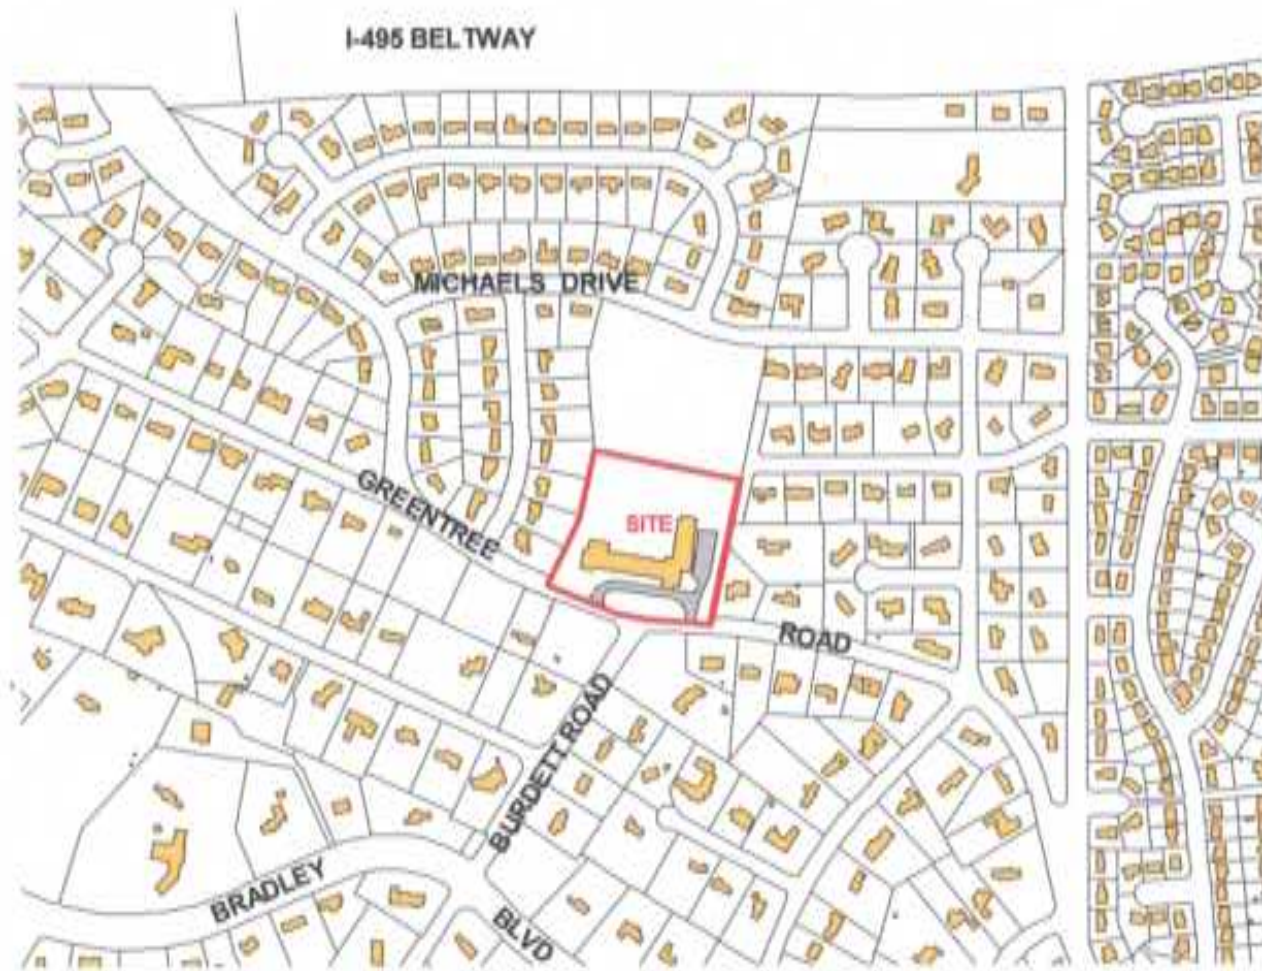 I-495 BELTWAY
MICHAELS DRIVE
GREENTREE
SITE
ROAD
BURDETT ROAD
BRADLEY
BLVD